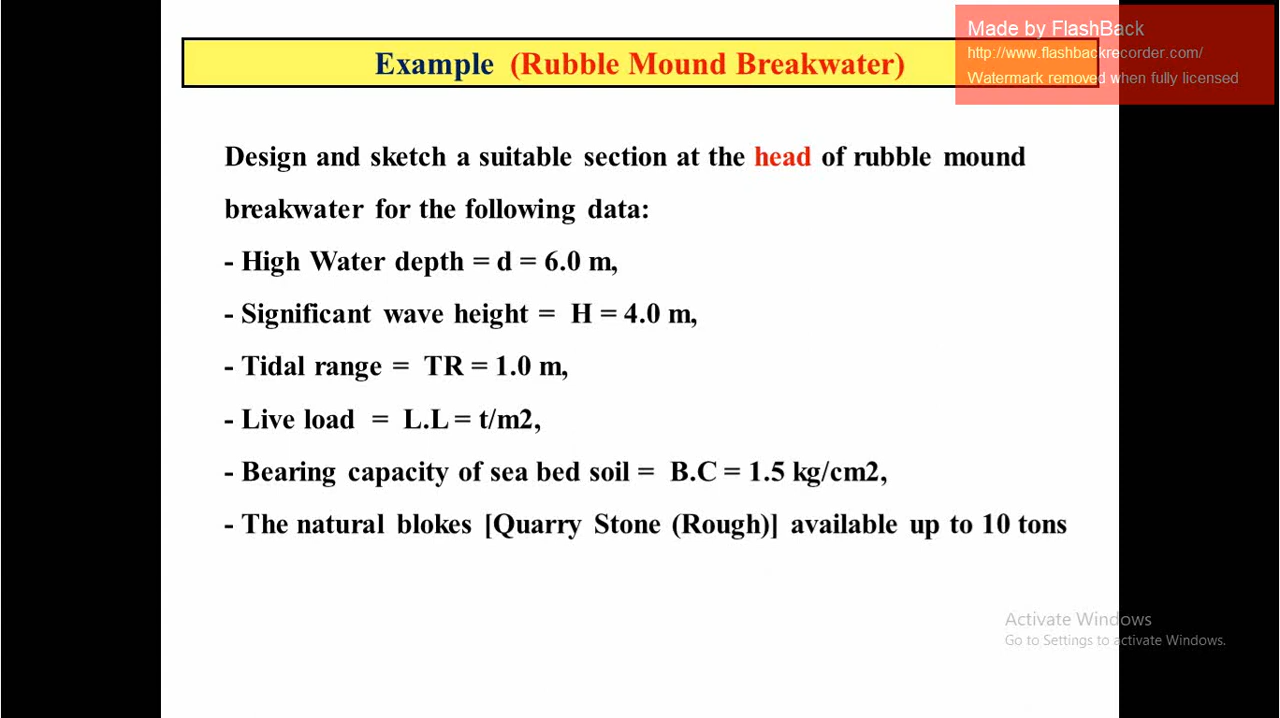 Made by FlashBack
http://www.flashbackrecorder.com/
Watermark removed when fully licensed
Example (Rubble Mound Breakwater)
Design and sketch a suitable section at the head of rubble mound
breakwater for the following data:
- High Water depth = d = 6.0 m,
- Significant wave height = H = 4.0 m,
- Tidal range = TR = 1.0 m,
- Live load = L.L = t/m2,
- Bearing capacity of sea bed soil = B.C = 1.5 kg/cm2,
- The natural blokes [Quarry Stone (Rough)] available up to 10 tons
Activate Windows
Go to Settings to activate Windows.